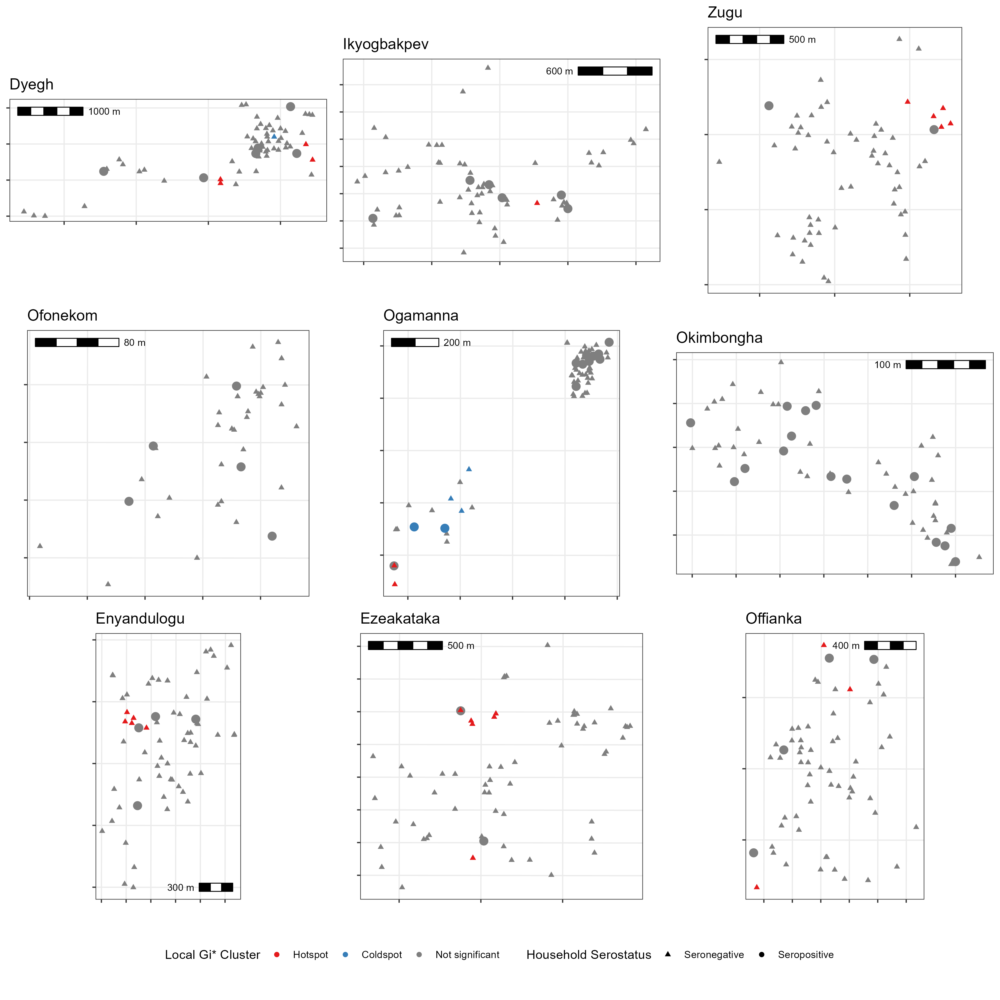 Zugu
500 m
Ikyogbakpev
600 m
Dyegh
1000 m
Ofonekom
80 m
Ogamanna
200 m
Okimbongha
100 m
Enyandulogu
300 m
Ezeakataka
500 m
Offianka
400 m
Local Gi* Cluster Hotspot Coldspot Not significant Household Serostatus Seronegative Seropositive